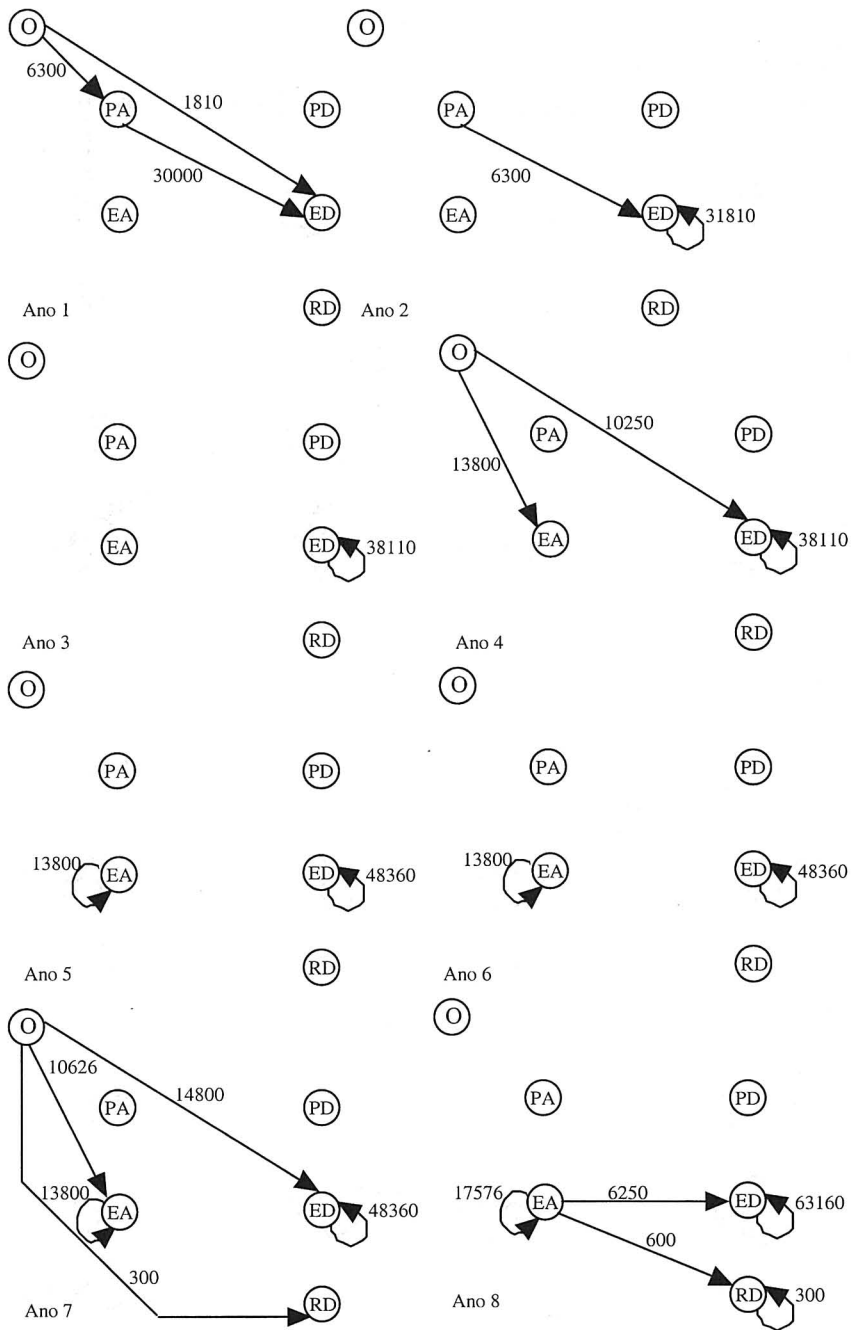 O O
6300 1810
PA PD PA PD
30000 6300
EA ED EA ED 31810
Ano 1 RD Ano 2 RD
O O
PA PD PA 10250 PD
13800
EA ED 38110 EA ED 38110
Ano 3 RD Ano 4 RD
O O
PA PD PA PD
13800 EA ED 48360 13800 EA ED 48360
Ano 5 RD Ano 6 RD
O O
10626 14800
PA PD PA PD
13800 EA ED 48360 17576 EA 6250 ED 63160
300 600
Ano 7 RD Ano 8 RD 300